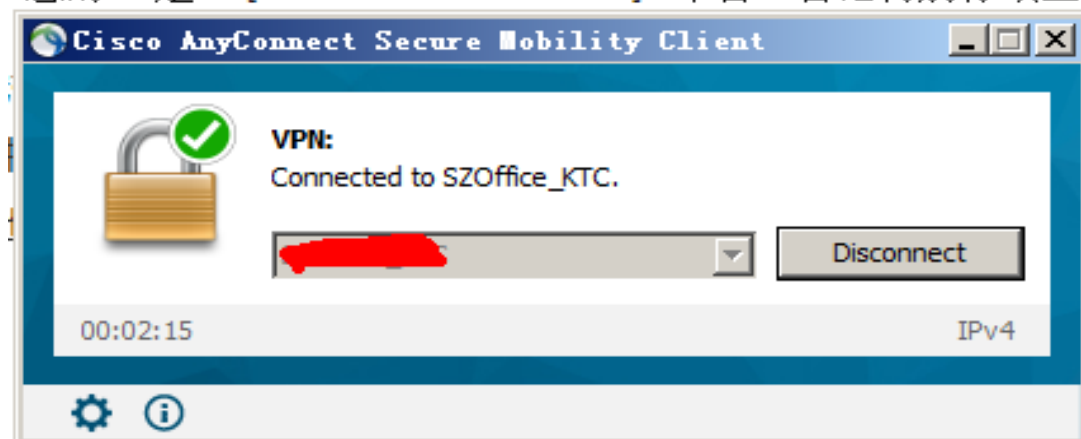 Cisco AnyConnect Secure Mobility Client
VPN:
Connected to SZOffice_KTC.
Disconnect
00:02:15
IPv4